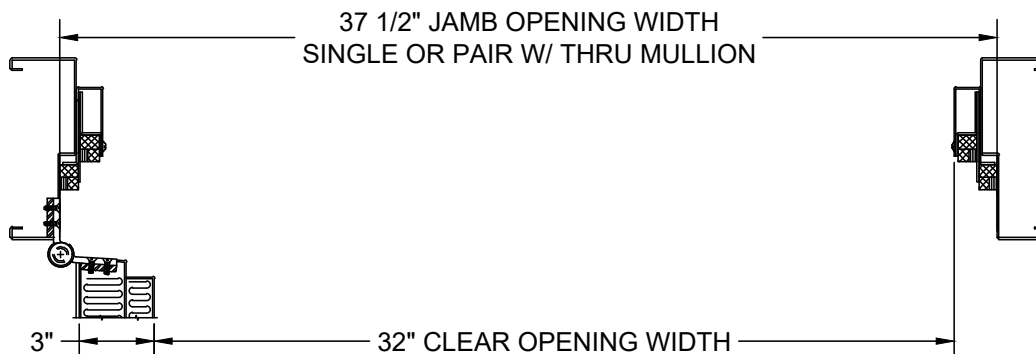 37 1/2" JAMB OPENING WIDTH
SINGLE OR PAIR W/ THRU MULLION
3"
32" CLEAR OPENING WIDTH